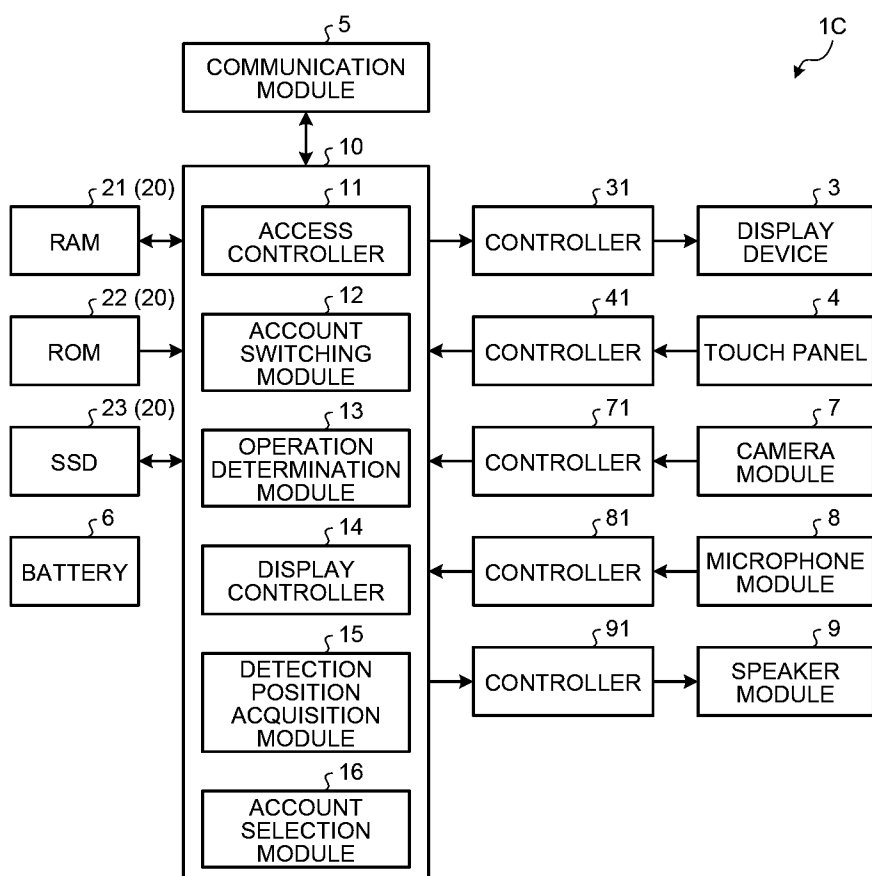 5
1C
COMMUNICATION
MODULE
10
21 (20)
11
31
3
RAM
ACCESS
CONTROLLER
CONTROLLER
DISPLAY
DEVICE
22 (20)
12
41
4
ROM
ACCOUNT
SWITCHING
MODULE
CONTROLLER
TOUCH PANEL
23 (20)
13
71
7
SSD
OPERATION
DETERMINATION
MODULE
CONTROLLER
CAMERA
MODULE
6
14
81
8
BATTERY
DISPLAY
CONTROLLER
CONTROLLER
MICROPHONE
MODULE
15
91
9
DETECTION
POSITION
ACQUISITION
MODULE
CONTROLLER
SPEAKER
MODULE
16
ACCOUNT
SELECTION
MODULE